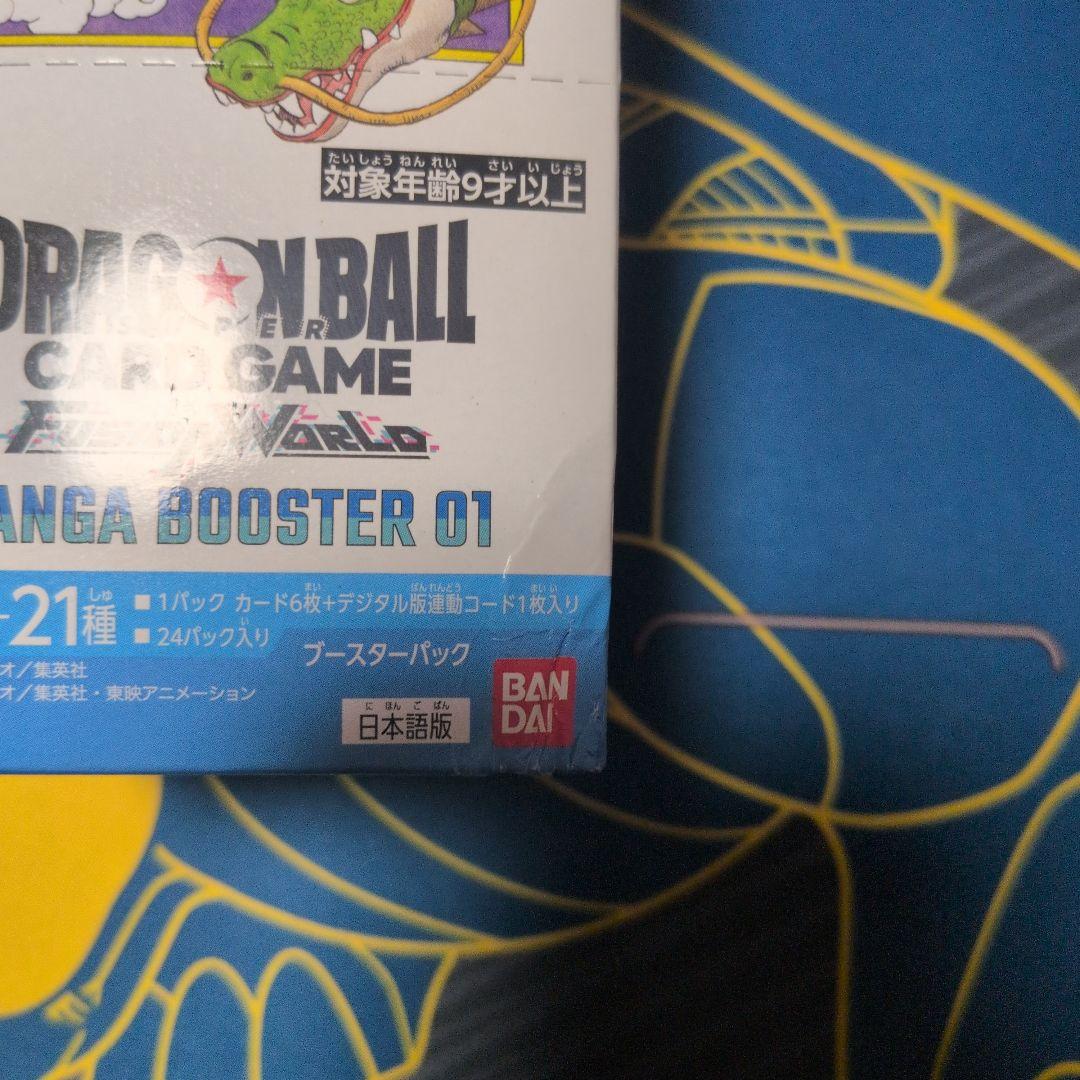 たいしょうねんれい さいいじょう
対象年齢9才以上
DRAGON BALL
SUPER
CARD GAME
FUSION WORLD
ANGA BOOSTER 01
21種
しゅ
まい ばんれんどう まいい
■ 1パック カード6枚+デジタル版連動コード1枚入り
い
■ 24パック入り
オ／集英社
ブースターパック
オ／集英社・東映アニメーション
にほんごばん
日本語版
BAN
DAI